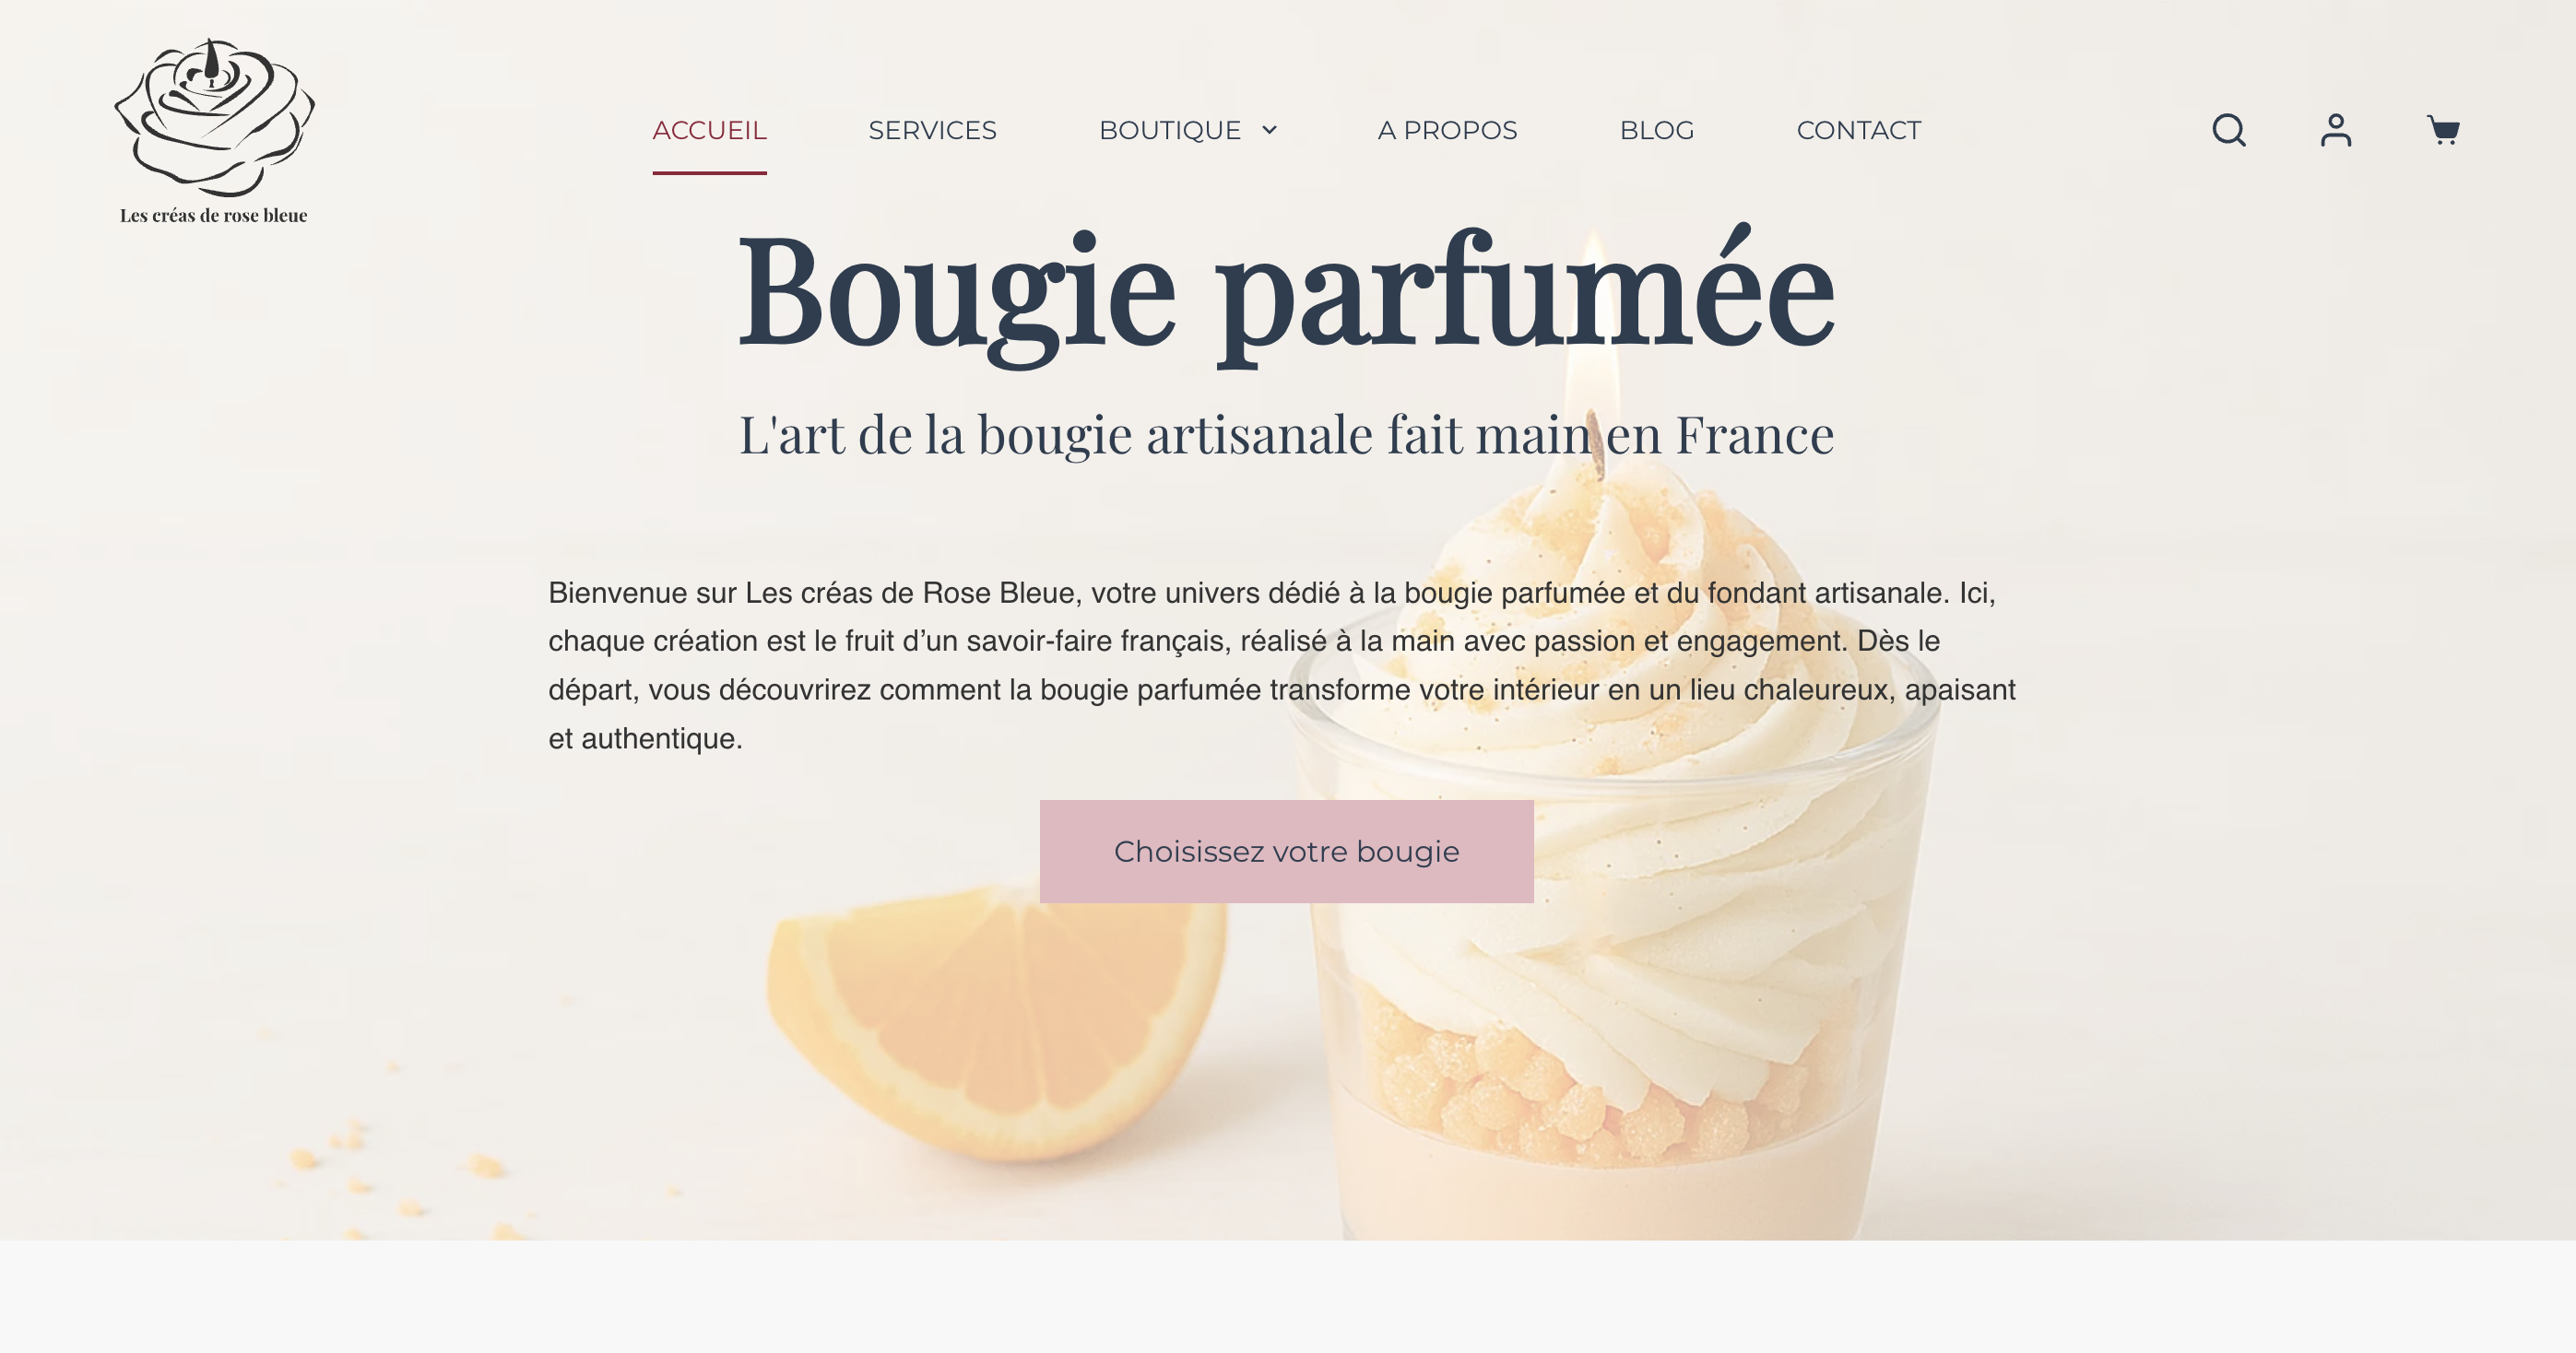 Les créas de rose bleue
ACCUEIL SERVICES BOUTIQUE A PROPOS BLOG CONTACT
Bougie parfumée
L'art de la bougie artisanale fait main en France
Bienvenue sur Les créas de Rose Bleue, votre univers dédié à la bougie parfumée et du fondant artisanale. Ici,
chaque création est le fruit d’un savoir-faire français, réalisé à la main avec passion et engagement. Dès le
départ, vous découvrirez comment la bougie parfumée transforme votre intérieur en un lieu chaleureux, apaisant
et authentique.
Choisissez votre bougie